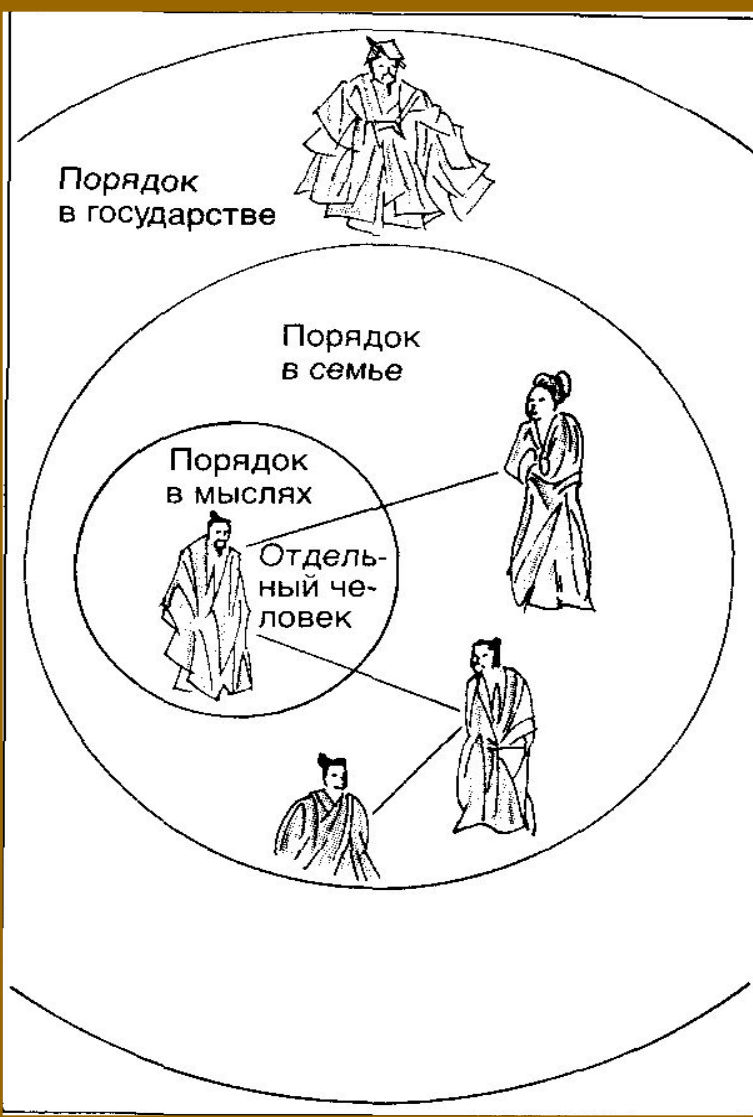 Порядок
в государстве
Порядок
в семье
Порядок
в мыслях
Отдель-
ный че-
ловек